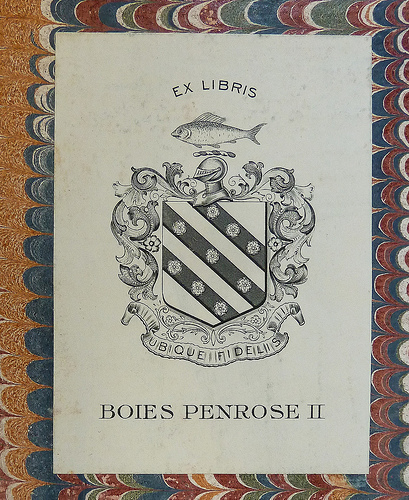 EX LIBRIS
UBIQUE FIDELIS
BOIES PENROSE II